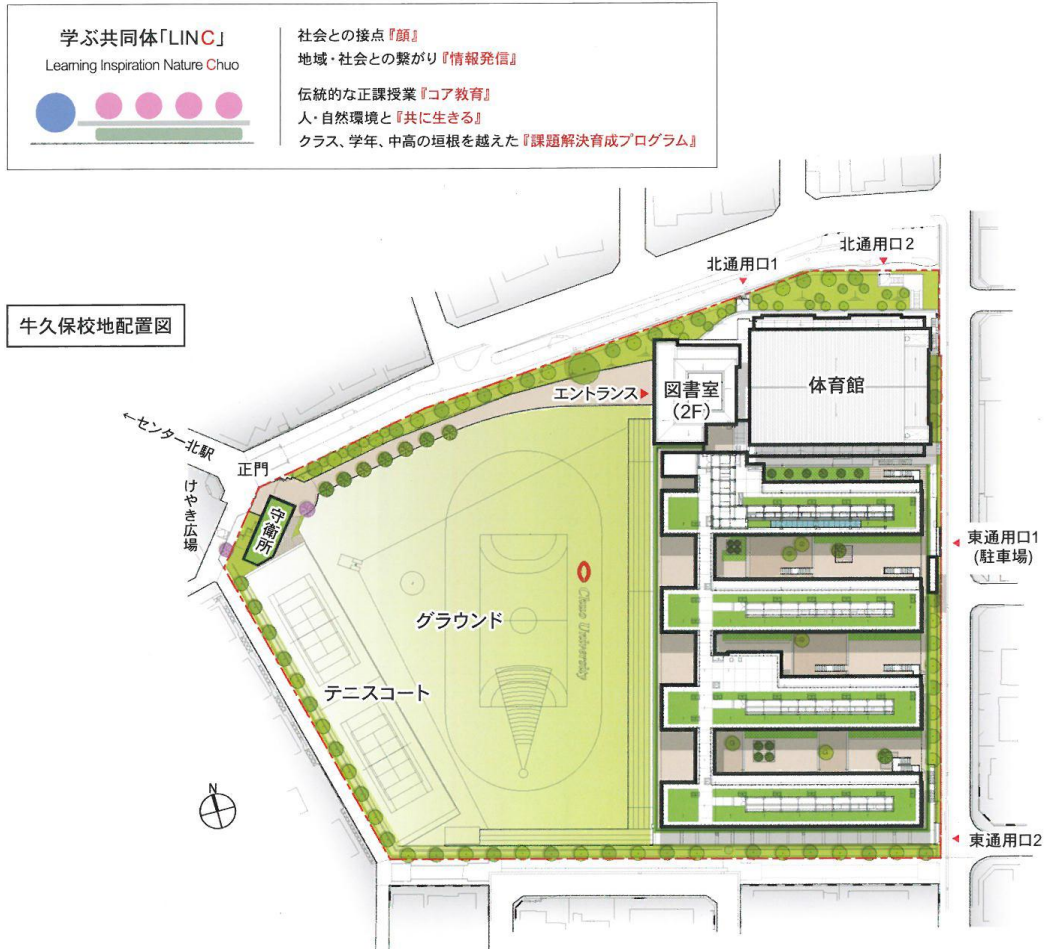 学ぶ共同体「LINC」
Learning Inspiration Nature Chuo
社会との接点『顔』
地域・社会との繋がり『情報発信』
伝統的な正課授業『コア教育』
人・自然環境と『共に生きる』
クラス、学年、中高の垣根を越えた『課題解決育成プログラム』
牛久保校地配置図
北通用口2
北通用口1
エントランス
図書室
(2F)
体育館
←センター北駅
正門
けやき広場
守衛所
東通用口1
(駐車場)
グラウンド
Chuo University
テニスコート
N
東通用口2